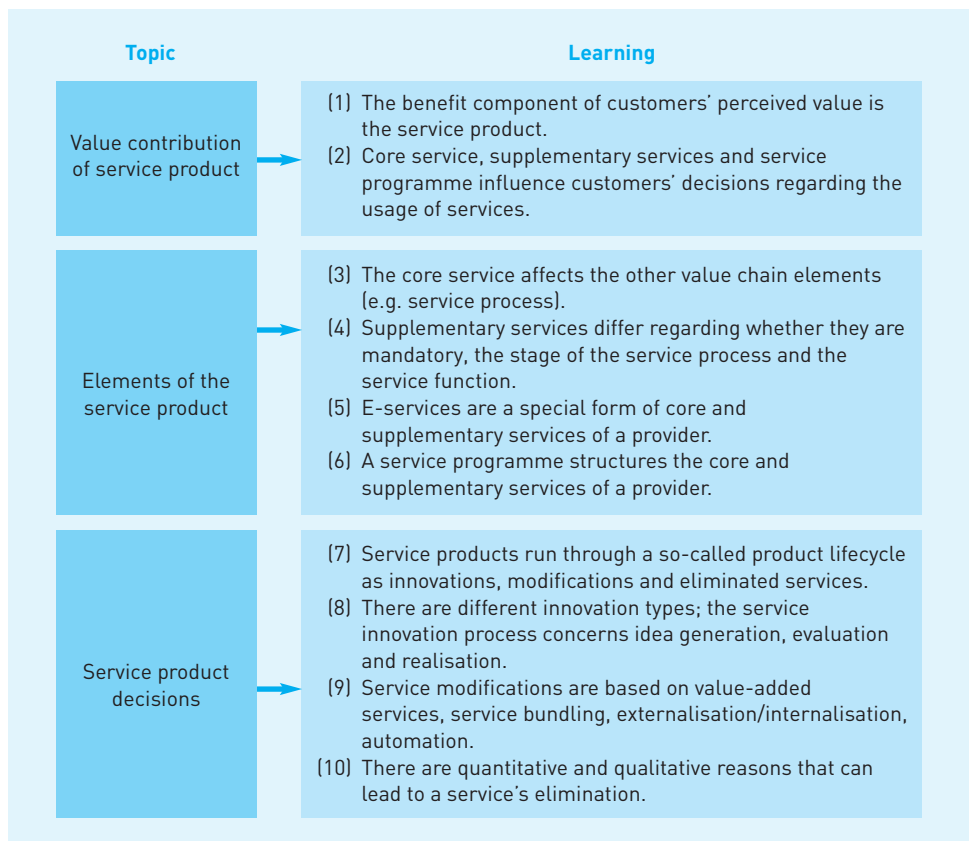 Topic
Learning
Value contribution
of service product
(1) The benefit component of customers’ perceived value is
the service product.
(2) Core service, supplementary services and service
programme influence customers’ decisions regarding the
usage of services.
Elements of the
service product
(3) The core service affects the other value chain elements
(e.g. service process).
(4) Supplementary services differ regarding whether they are
mandatory, the stage of the service process and the
service function.
(5) E-services are a special form of core and
supplementary services of a provider.
(6) A service programme structures the core and
supplementary services of a provider.
Service product
decisions
(7) Service products run through a so-called product lifecycle
as innovations, modifications and eliminated services.
(8) There are different innovation types; the service
innovation process concerns idea generation, evaluation
and realisation.
(9) Service modifications are based on value-added
services, service bundling, externalisation/internalisation,
automation.
(10) There are quantitative and qualitative reasons that can
lead to a service’s elimination.